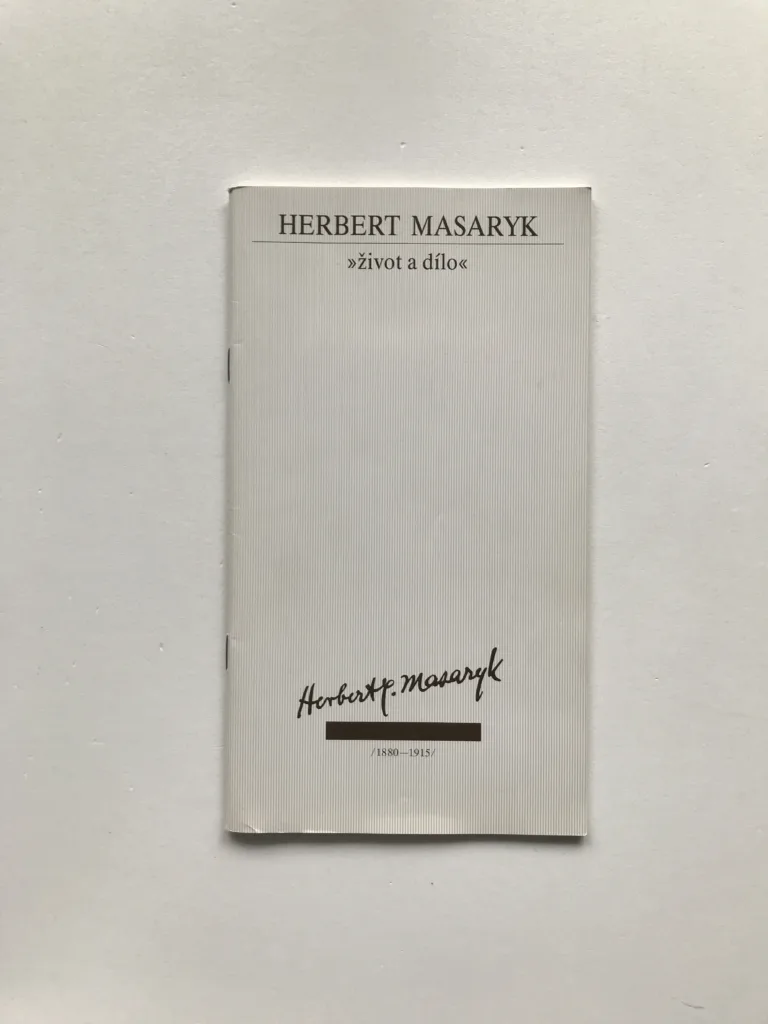 HERBERT MASARYK
»život a dílo«
Herbert G. Masaryk
/1880—1915/